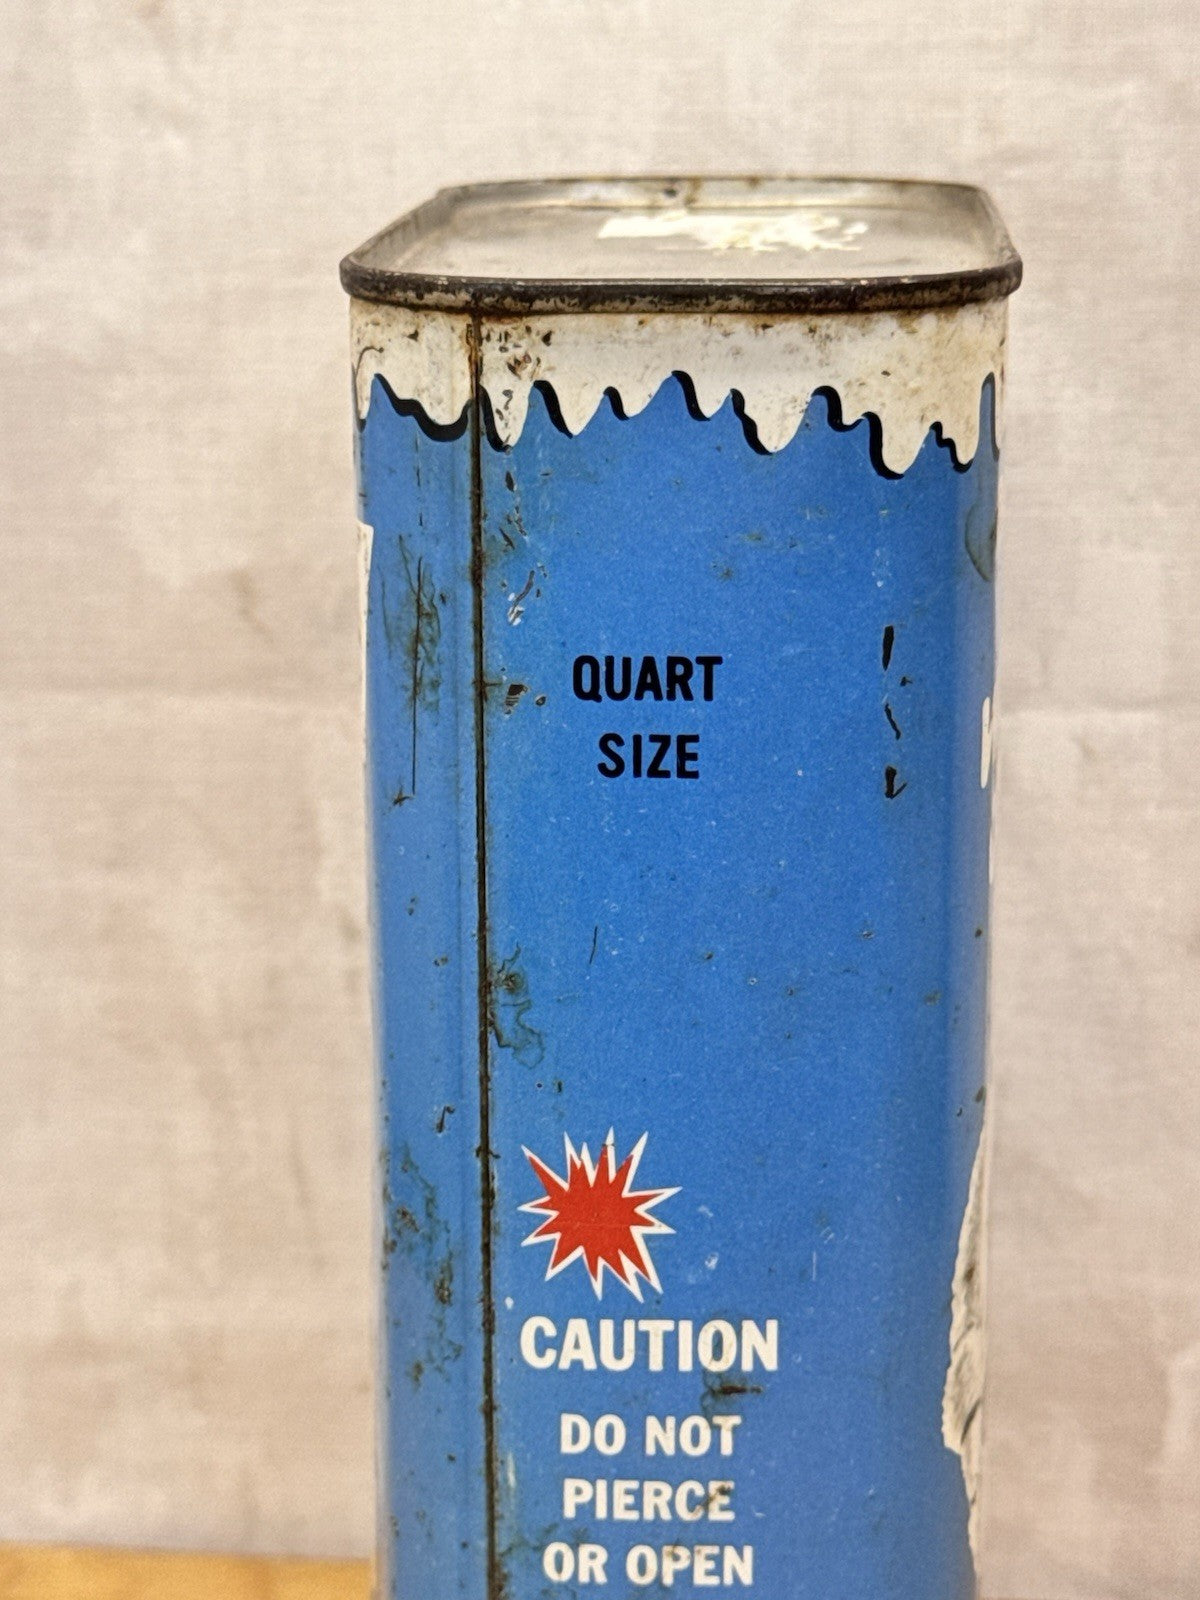 QUART
SIZE
CAUTION
DO NOT
PIERCE
OR OPEN